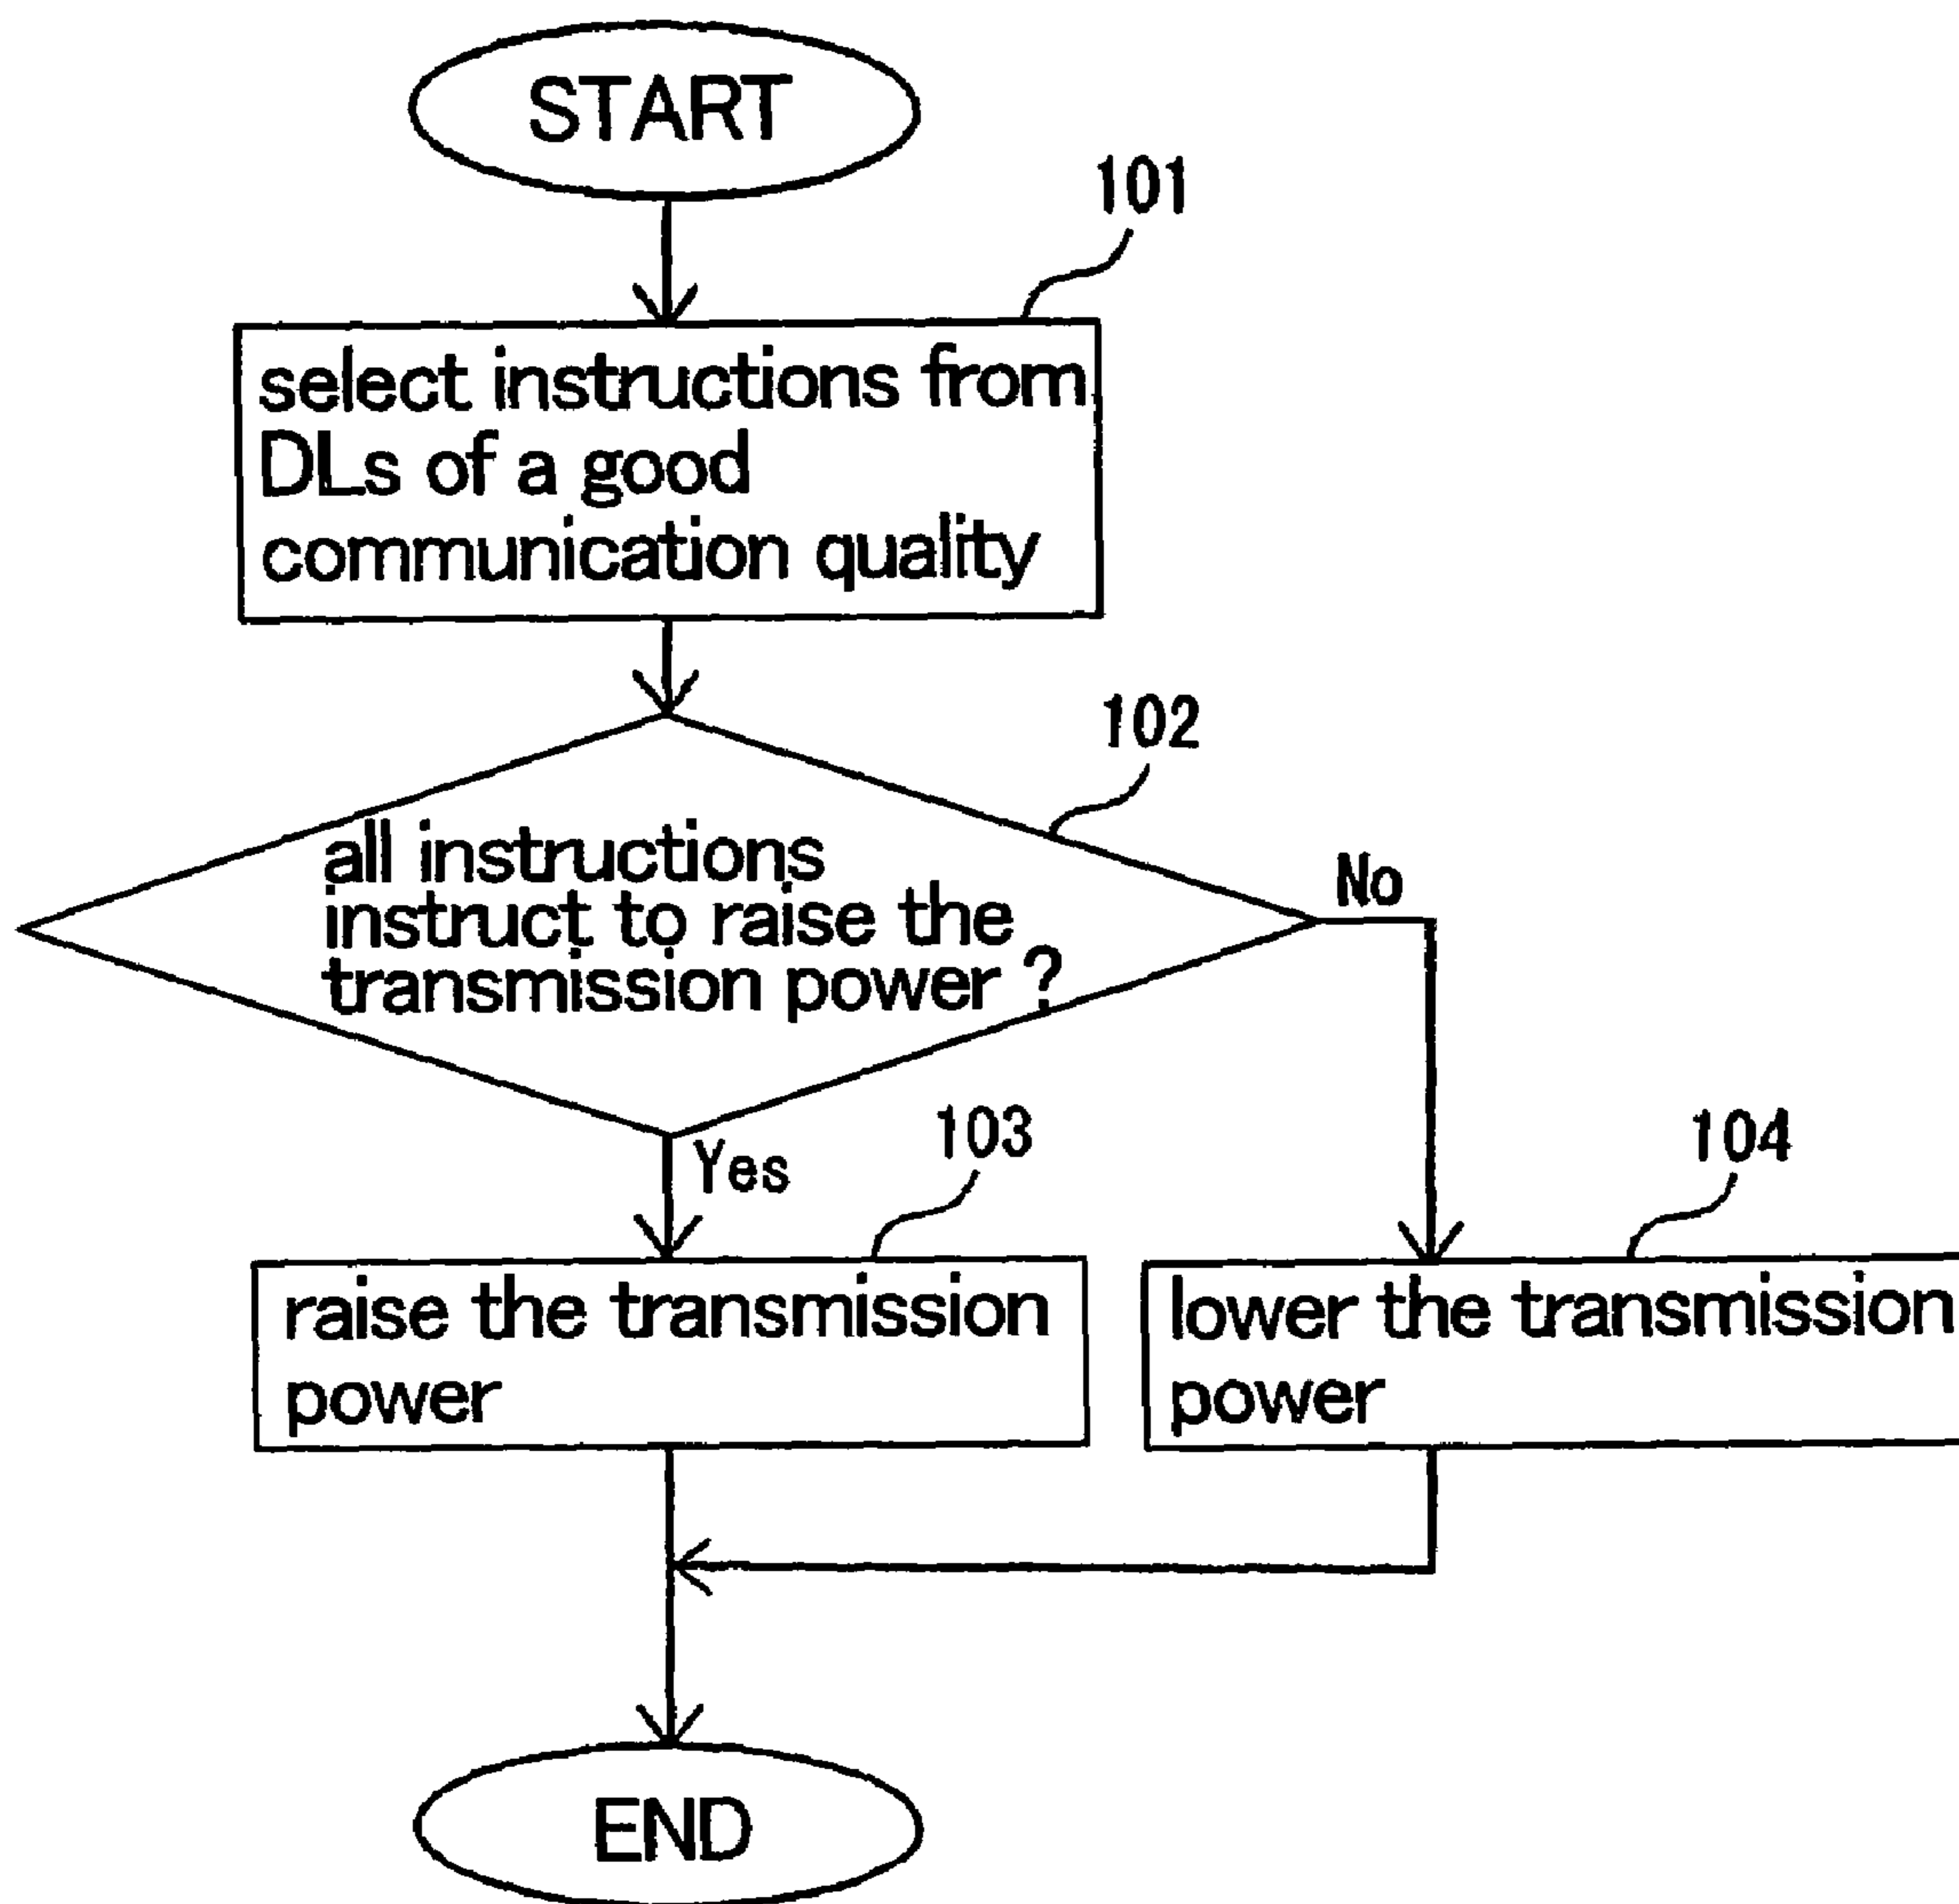 START
101
select instructions from
DLs of a good
communication quality
102
all instructions
instruct to raise the
transmission power ?
No
Yes
103
104
raise the transmission
power
lower the transmission
power
END